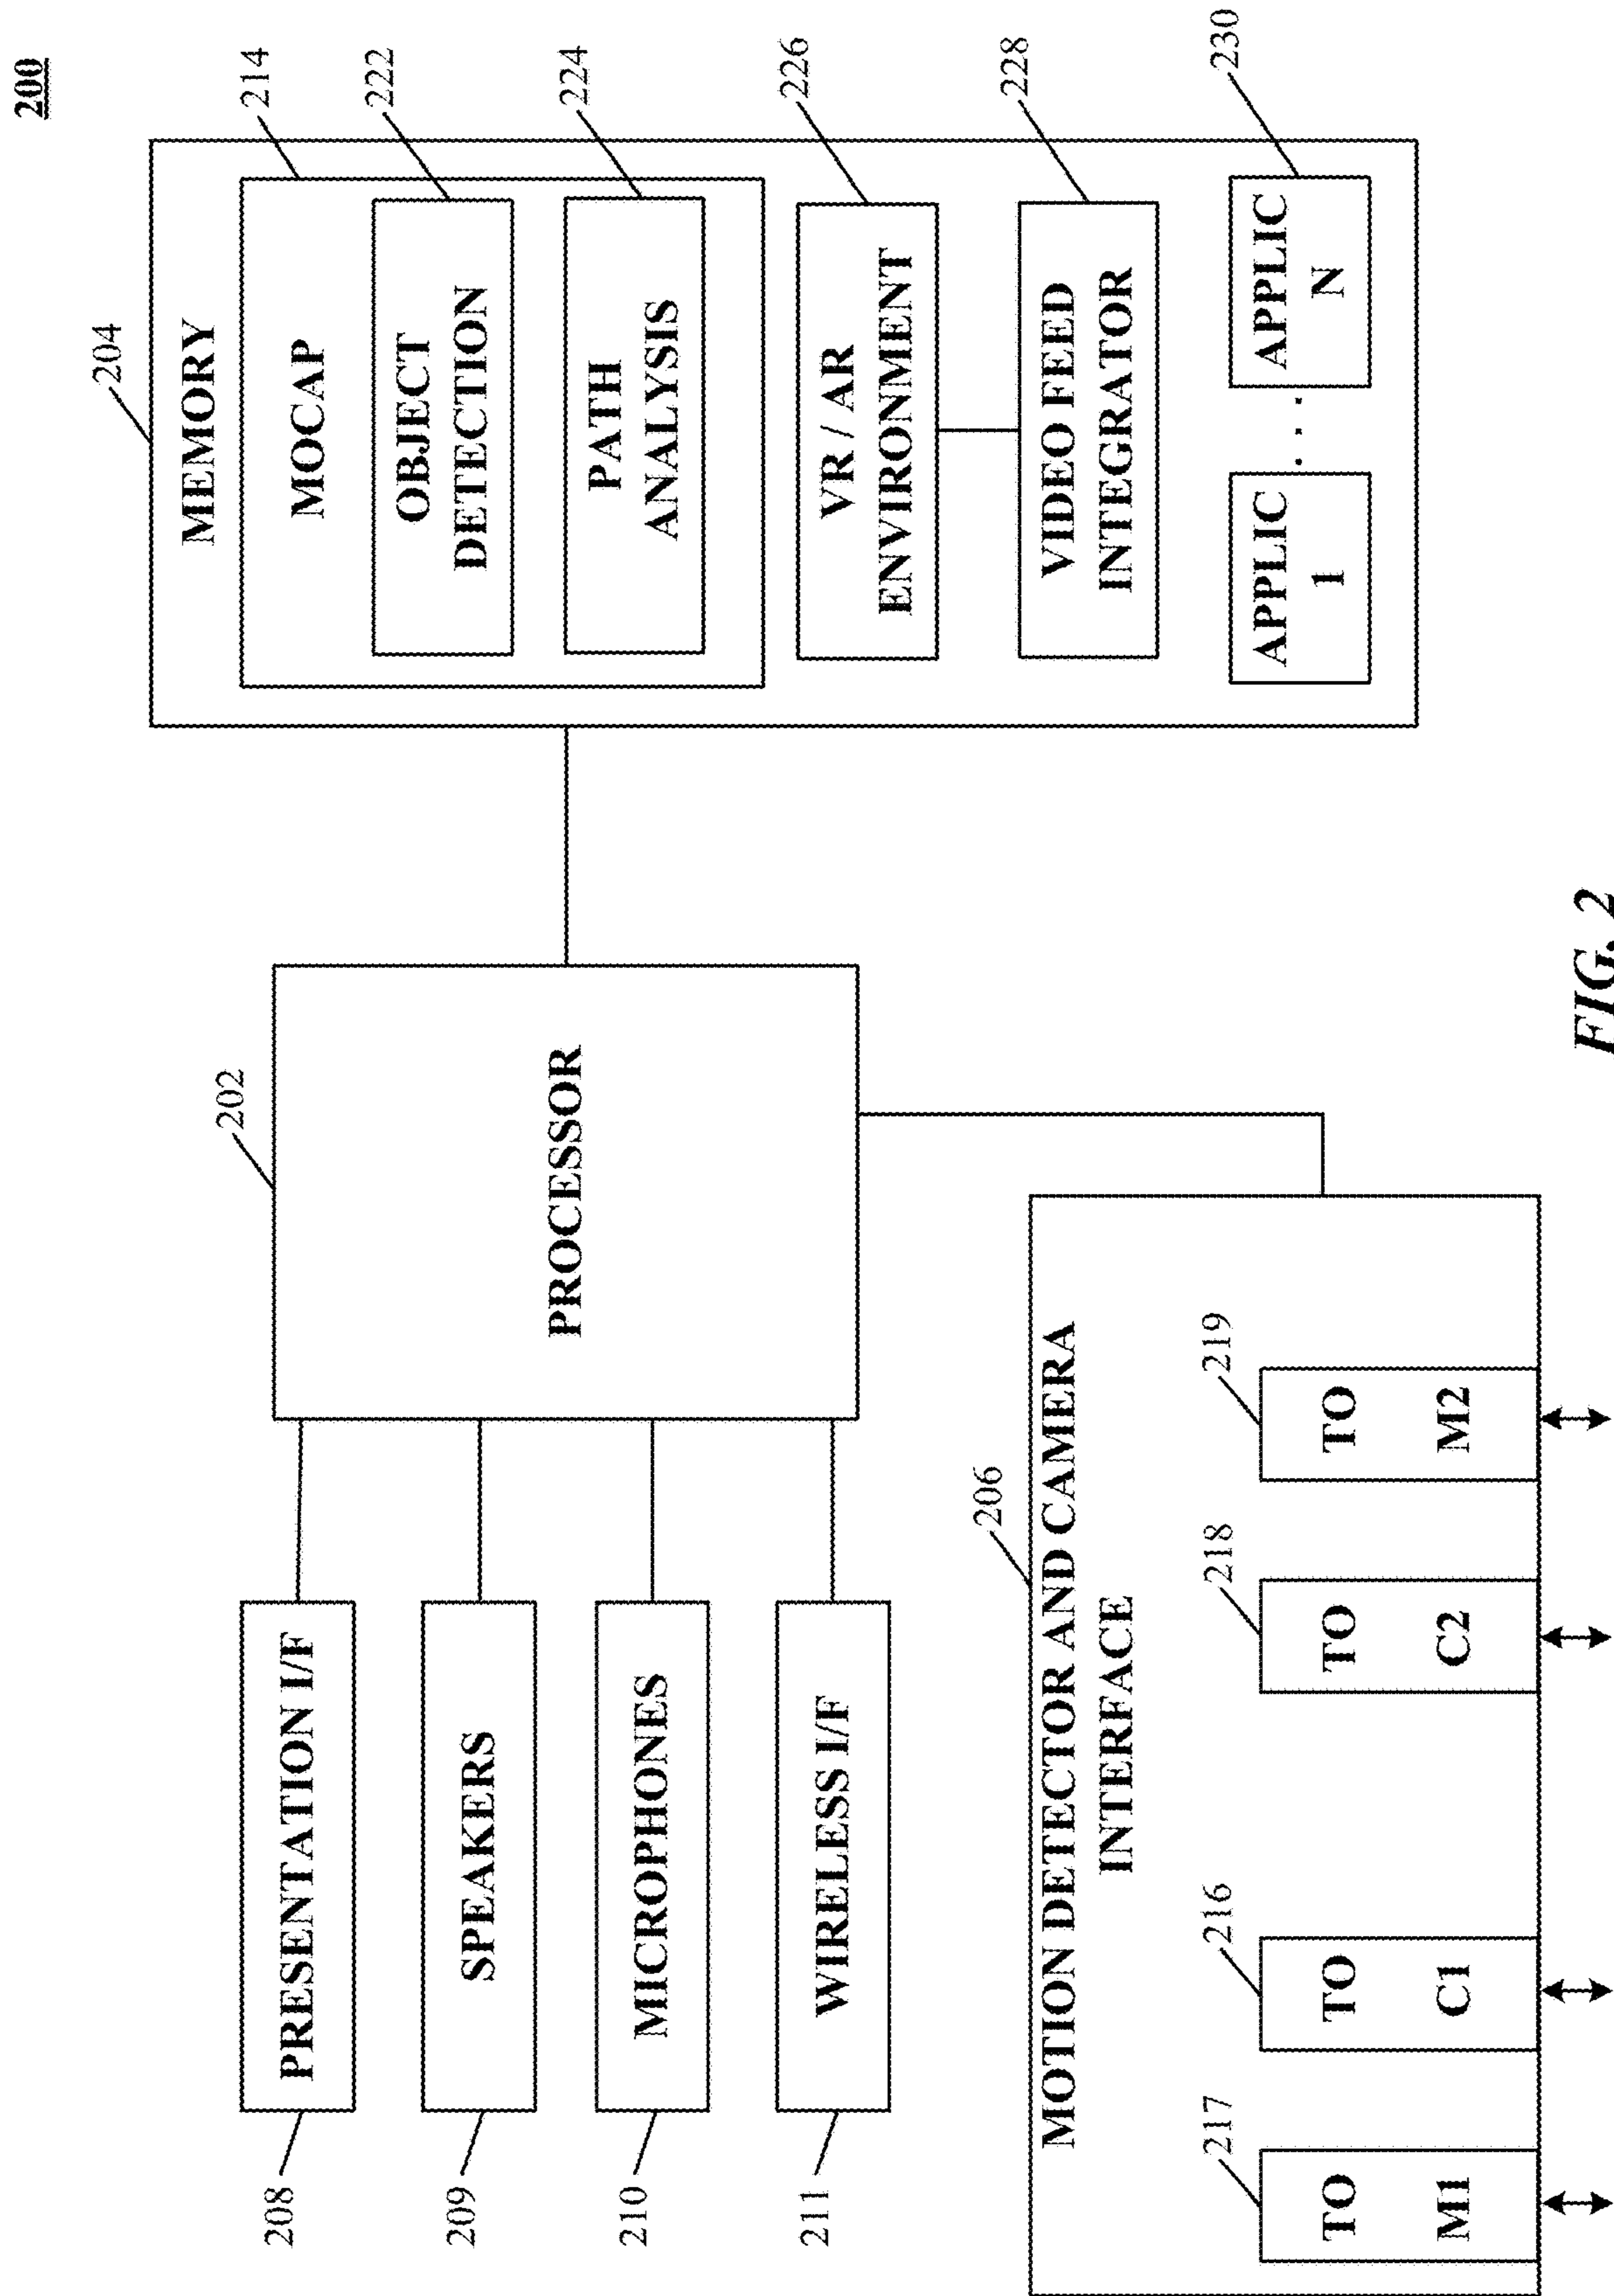 200
204
MEMORY
214
MOCAP
222
OBJECT
DETECTION
224
PATH
ANALYSIS
226
VR / AR
ENVIRONMENT
228
VIDEO FEED
INTEGRATOR
230
APPLIC
1
. . .
APPLIC
N
202
PROCESSOR
208
PRESENTATION I/F
209
SPEAKERS
210
MICROPHONES
211
WIRELESS I/F
206
MOTION DETECTOR AND CAMERA
INTERFACE
217
TO
M1
216
TO
C1
218
TO
C2
219
TO
M2
FIG. 2